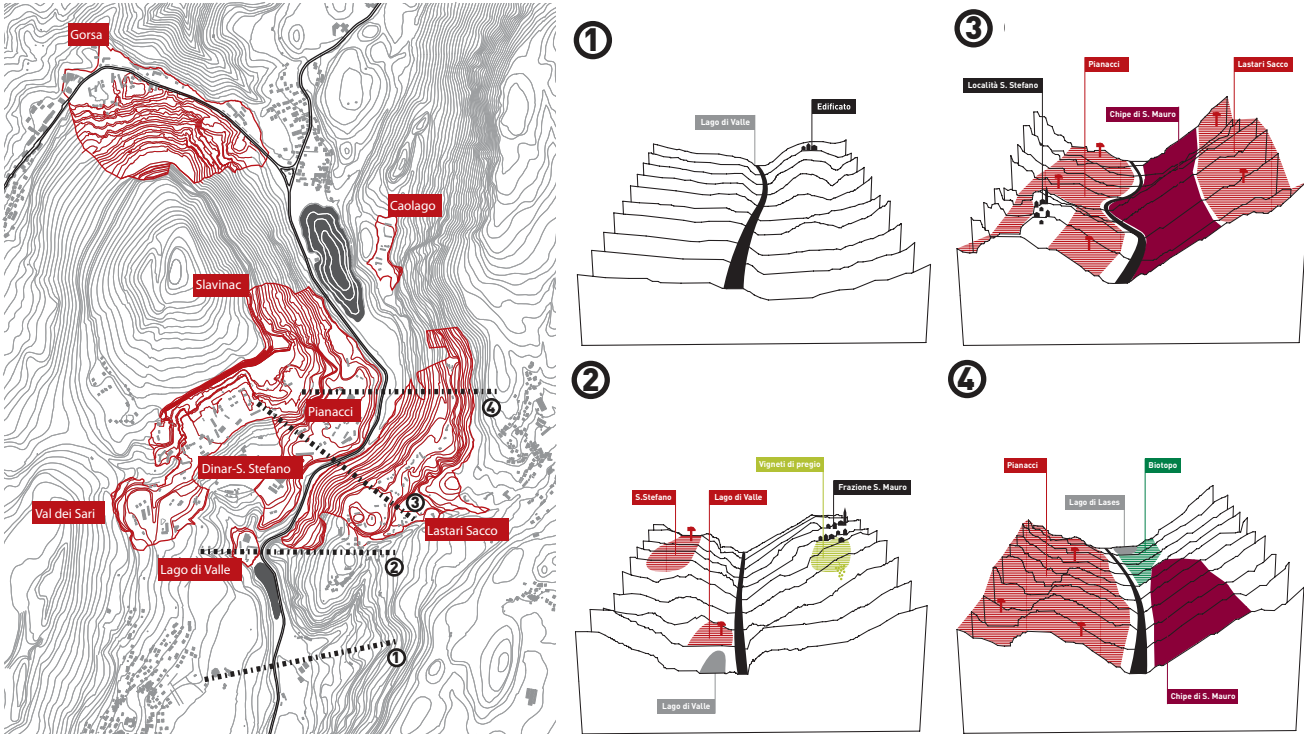 Gorsa
Caolago
Slavinac
Pianacci
4
Dinar-S. Stefano
3
Val dei Sari
Lastari Sacco
Lago di Valle
2
1
1
Edificato
Lago di Valle
2
Vigneti di pregio
S.Stefano
Lago di Valle
Frazione S. Mauro
Lago di Valle
3
Pianacci
Lastari Sacco
Località S. Stefano
Chipe di S. Mauro
4
Pianacci
Biotopo
Lago di Lases
Chipe di S. Mauro